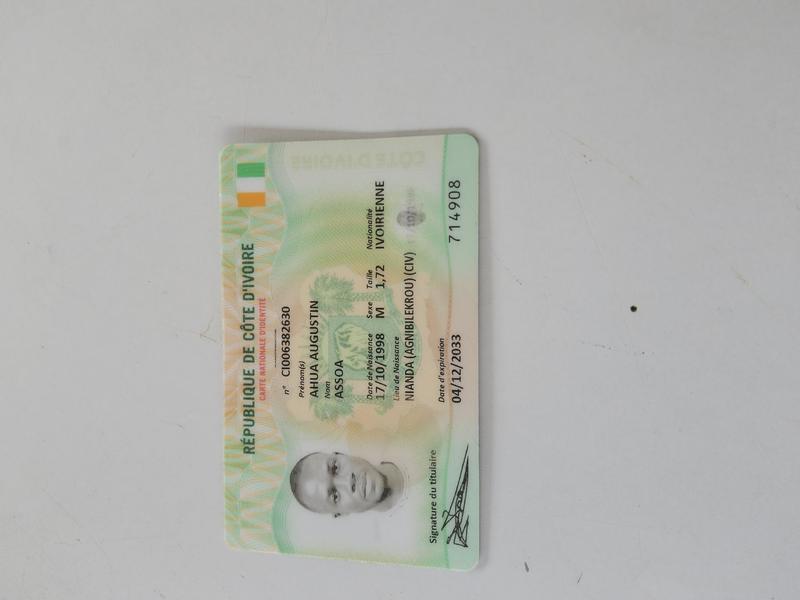 RÉPUBLIQUE DE CÔTE D'IVOIRE
CARTE NATIONALE D'IDENTITÉ
CÔTE D'IVOIRE
n° CI006382630
Prénom(s)
AHUA AUGUSTIN
Nom
ASSOA
Date de Naissance Sexe Taille Nationalité
17/10/1998 M 1,72 IVOIRIENNE
Lieu de Naissance
NIANDA (AGNIBILEKROU) (CIV)
Date d'expiration
04/12/2033
714908
Signature du titulaire